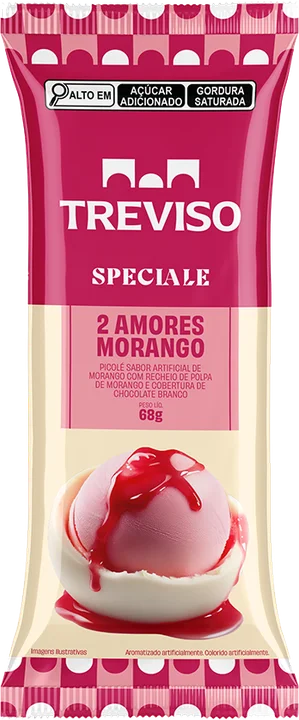 ALTO EM
AÇÚCAR
ADICIONADO
GORDURA
SATURADA
TREVISO
SPECIALE
2 AMORES
MORANGO
PICOLÉ SABOR ARTIFICIAL DE
MORANGO COM RECHEIO DE POLPA
DE MORANGO E COBERTURA DE
CHOCOLATE BRANCO
PESO LÍQ.
68g
Imagens ilustrativas
Aromatizado artificialmente. Colorido artificialmente.